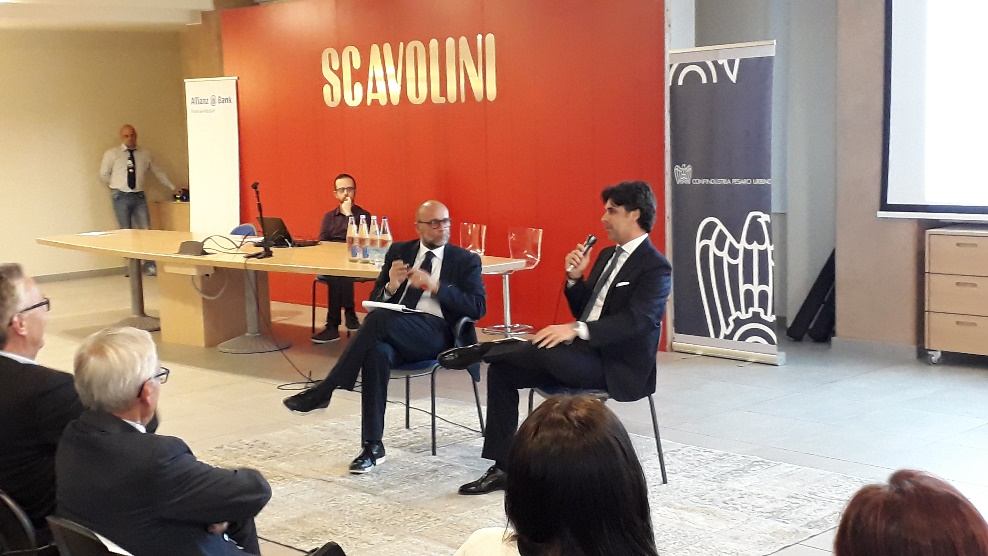 SCAVOLINI
Allianz Bank
CONFINDUSTRIA PESARO URBINO